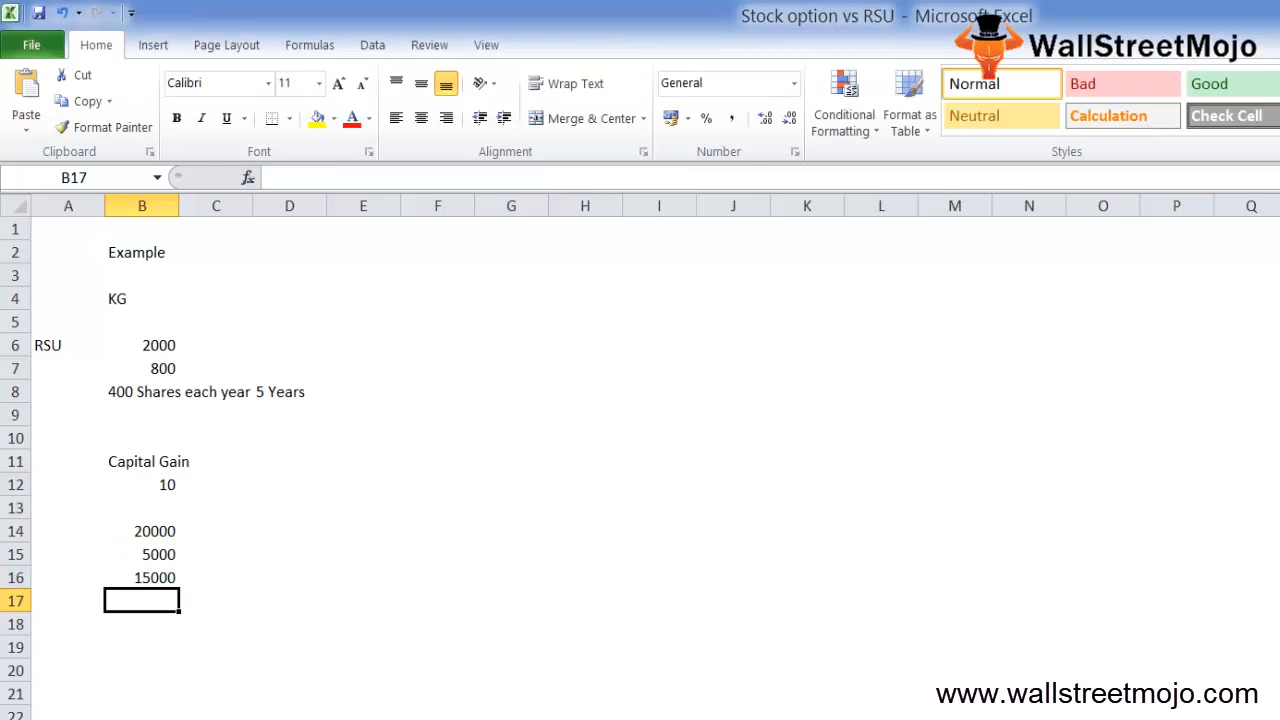 Stock option vs RSU - Microsoft Excel
WallStreetMojo
File Home Insert Page Layout Formulas Data Review View
Cut
Copy
Format Painter
Paste
Calibri 11
B I U
A A
A
Wrap Text
Merge & Center
General
%
,
Conditional Formatting
Format as Table
Normal Bad Good
Neutral Calculation Check Cell
Clipboard Font Alignment Number Styles
B17 fx
A B C D E F G H I J K L M N O P Q
1
2 Example
3
4 KG
5
6 RSU 2000
7 800
8 400 Shares each year 5 Years
9
10
11 Capital Gain
12 10
13
14 20000
15 5000
16 15000
17
18
19
20
21
22
www.wallstreetmojo.com